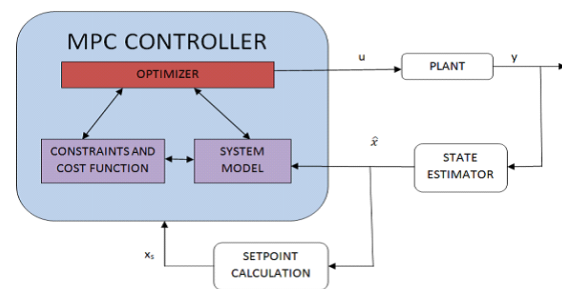 MPC CONTROLLER
OPTIMIZER
u
PLANT
y
CONSTRAINTS AND
COST FUNCTION
SYSTEM
MODEL
x̂
STATE
ESTIMATOR
xₛ
SETPOINT
CALCULATION